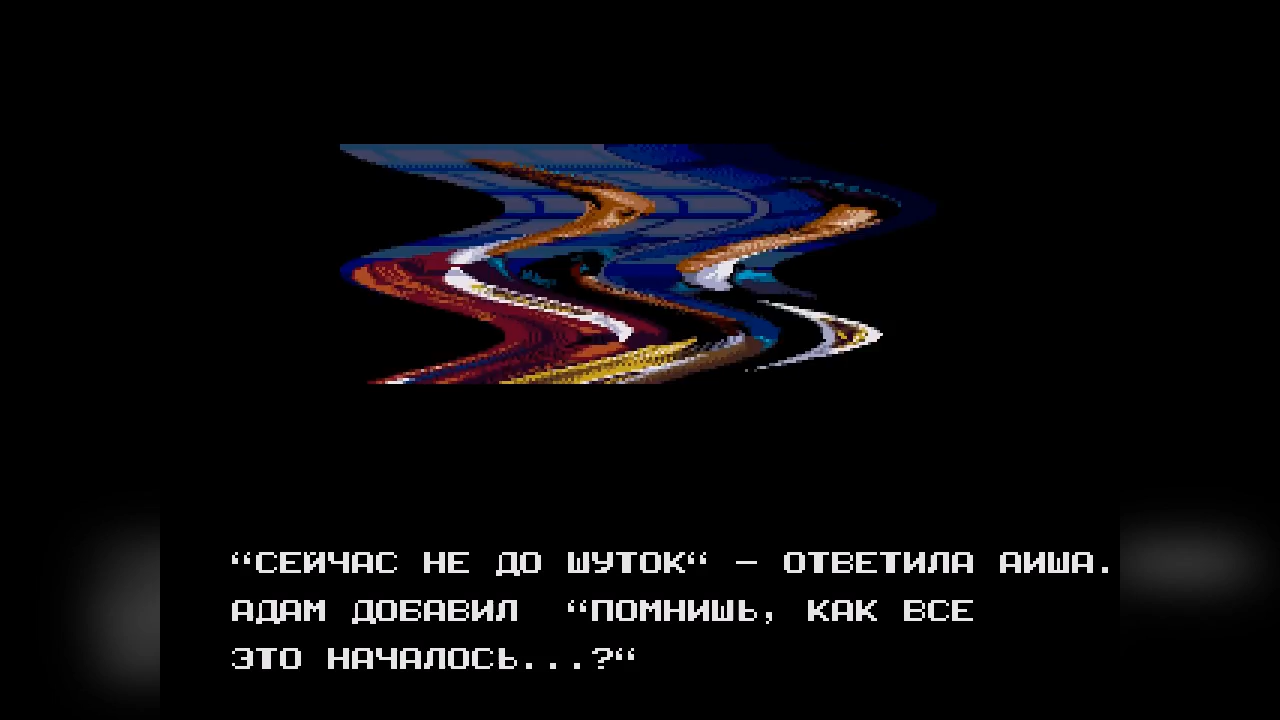 “СЕЙЧАС НЕ ДО ШУТОК“ – ОТВЕТИЛА АИША.
АДАМ ДОБАВИЛ  “ПОМНИШЬ, КАК ВСЕ
ЭТО НАЧАЛОСЬ...?“